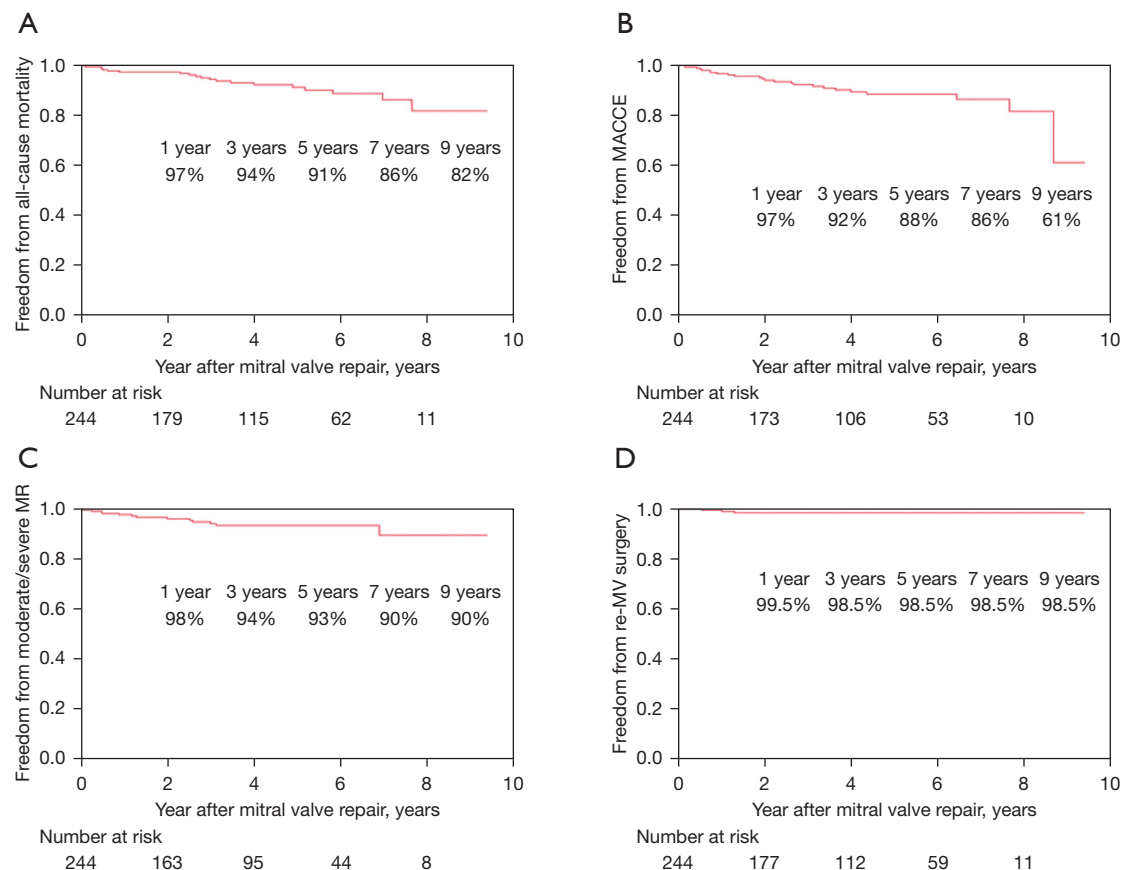 A
Freedom from all-cause mortality
1.0
0.8
0.6
0.4
0.2
0.0
1 year 3 years 5 years 7 years 9 years
97% 94% 91% 86% 82%
0 2 4 6 8 10
Year after mitral valve repair, years
Number at risk
244 179 115 62 11
B
Freedom from MACCE
1.0
0.8
0.6
0.4
0.2
0.0
1 year 3 years 5 years 7 years 9 years
97% 92% 88% 86% 61%
0 2 4 6 8 10
Year after mitral valve repair, years
Number at risk
244 173 106 53 10
C
Freedom from moderate/severe MR
1.0
0.8
0.6
0.4
0.2
0.0
1 year 3 years 5 years 7 years 9 years
98% 94% 93% 90% 90%
0 2 4 6 8 10
Year after mitral valve repair, years
Number at risk
244 163 95 44 8
D
Freedom from re-MV surgery
1.0
0.8
0.6
0.4
0.2
0.0
1 year 3 years 5 years 7 years 9 years
99.5% 98.5% 98.5% 98.5% 98.5%
0 2 4 6 8 10
Year after mitral valve repair, years
Number at risk
244 177 112 59 11